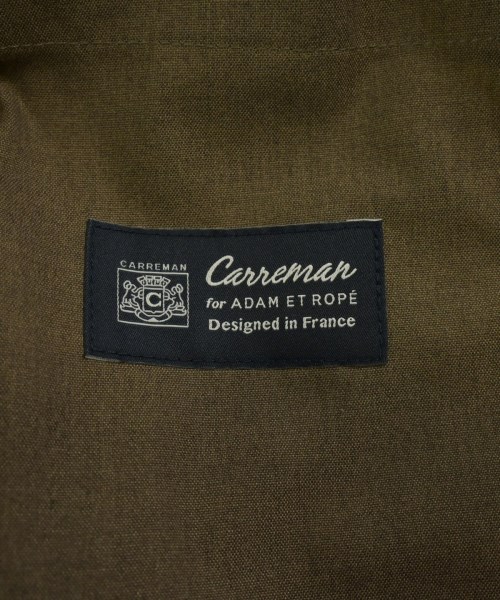 CARREMAN
C
Carreman
for ADAM ET ROPÉ
Designed in France